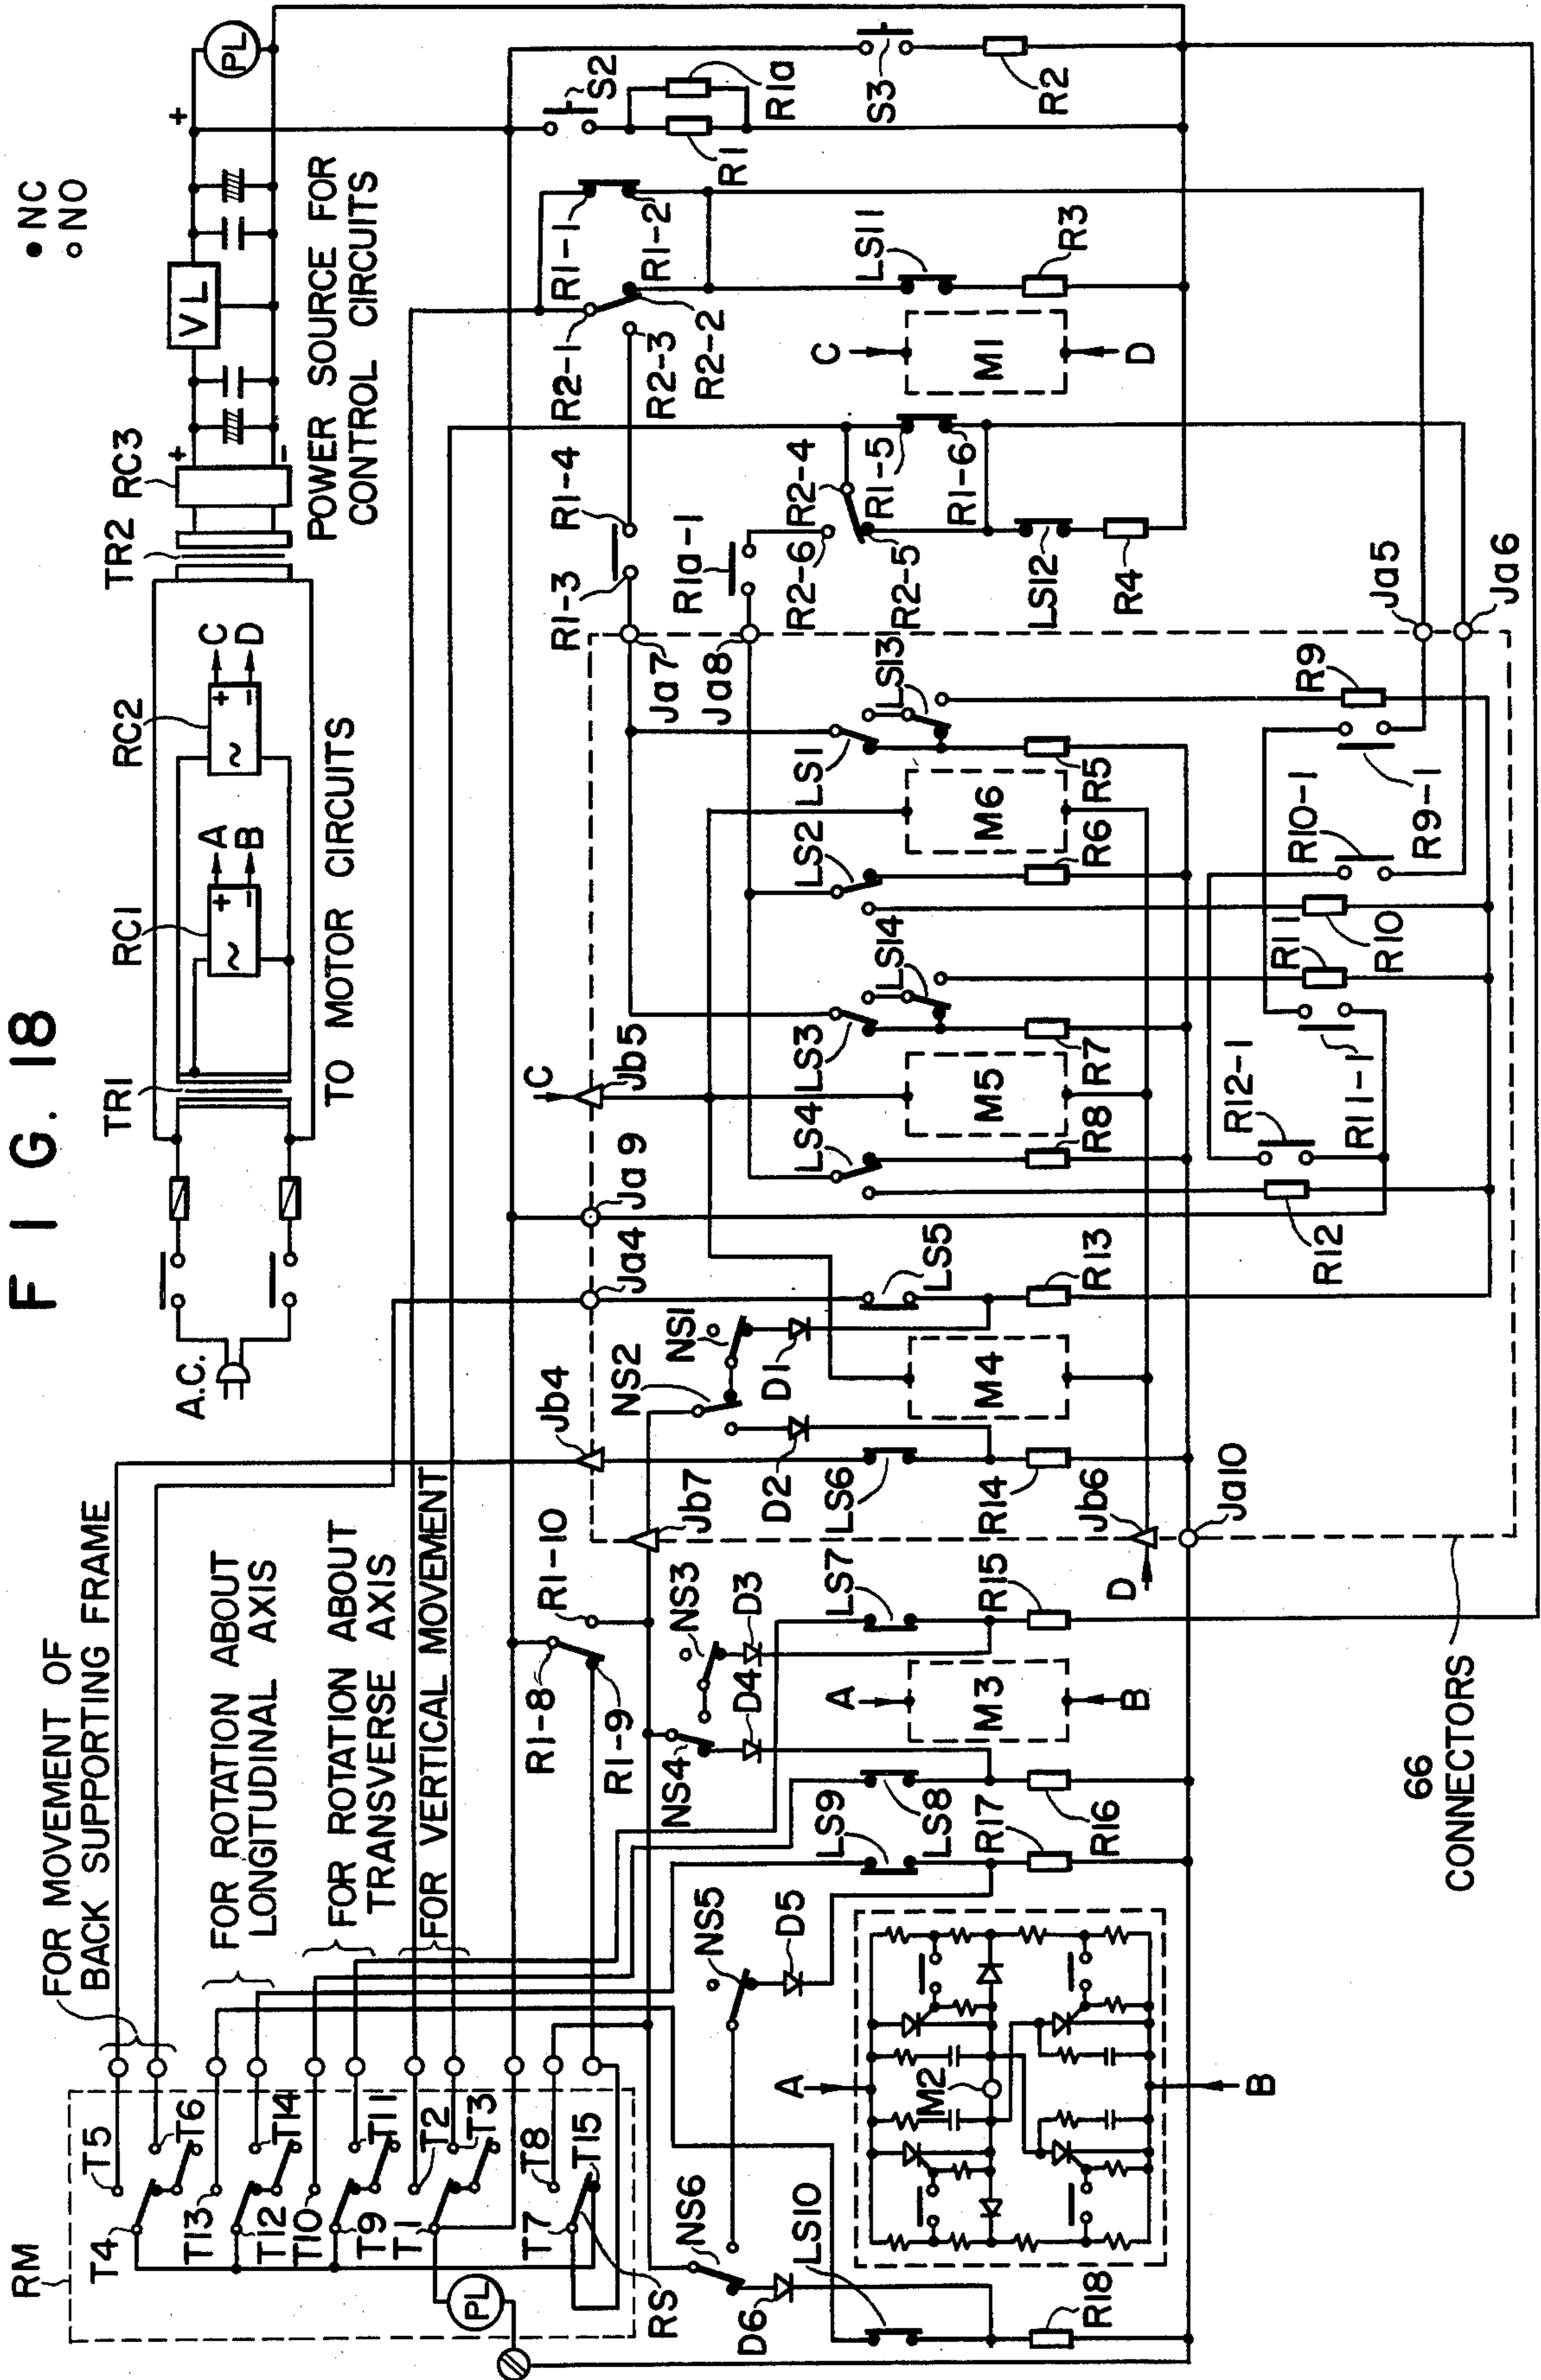 F I G. 18
● NC
○ NO
A.C.
TR1
RC1
RC2
TR2
RC3
VL
PL
+
-
+
A
B
C
D
+
-
~
+
-
~
TO MOTOR CIRCUITS
POWER SOURCE FOR
CONTROL CIRCUITS
FOR MOVEMENT OF
BACK SUPPORTING FRAME
FOR ROTATION ABOUT
LONGITUDINAL AXIS
FOR ROTATION ABOUT
TRANSVERSE AXIS
FOR VERTICAL MOVEMENT
RM
T4
T5
T6
T13
T12
T14
T10
T9
T11
T1
T2
T3
T7
T8
T15
PL
RS
S2
R1
R1a
S3
R2
R1-1
R1-2
R2-1
R2-2
R2-3
R1-4
R1-3
R1a-1
R2-4
R2-5
R2-6
R1-5
R1-6
LS11
R3
LS12
R4
C
M1
D
Ja7
Ja8
Ja5
Ja6
Ja9
Ja4
Jb5
C
Jb4
Jb7
Jb6
D
Ja10
LS1
LS13
R5
M6
LS2
R6
LS3
LS14
R7
M5
LS4
R8
R9
R9-1
R10-1
R10
R11
R11-1
R12-1
R12
LS5
R13
NS1
NS2
D1
D2
M4
LS6
R14
R1-10
R1-8
R1-9
NS3
D3
D4
NS4
LS7
R15
A
M3
B
LS8
R16
LS9
R17
NS5
D5
NS6
D6
LS10
R18
A
M2
B
66
CONNECTORS